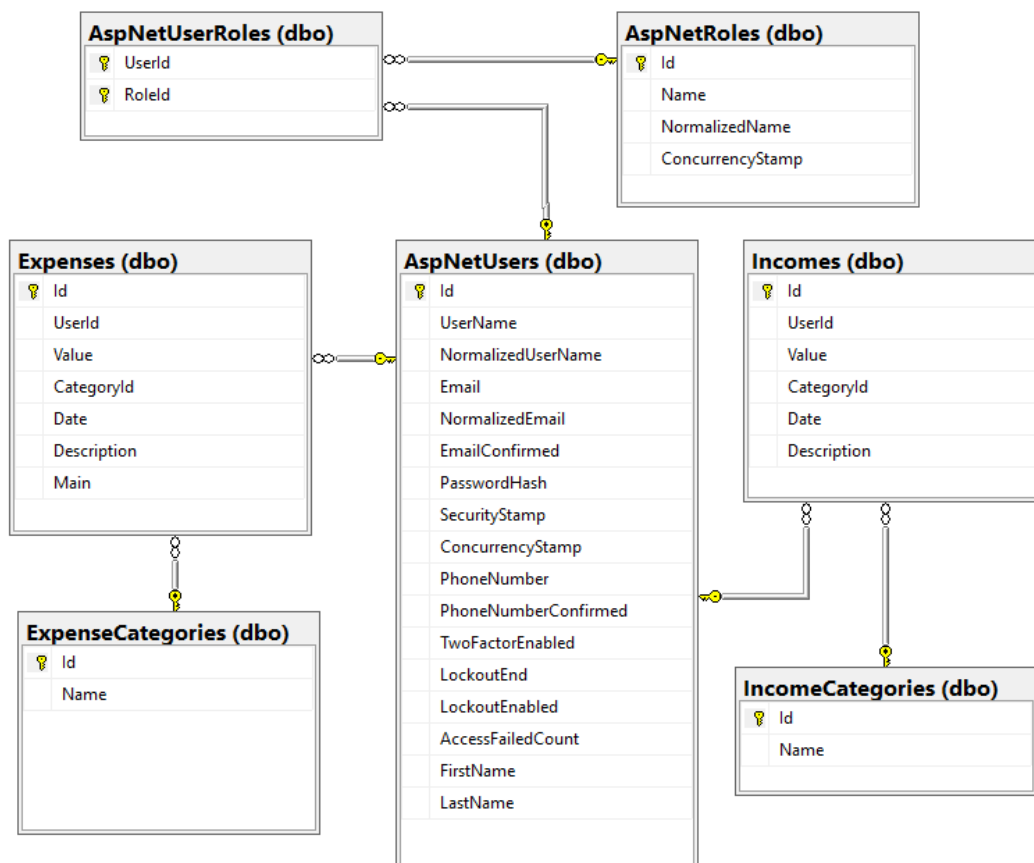 AspNetUserRoles (dbo)
UserId
RoleId
AspNetRoles (dbo)
Id
Name
NormalizedName
ConcurrencyStamp
Expenses (dbo)
Id
UserId
Value
CategoryId
Date
Description
Main
AspNetUsers (dbo)
Id
UserName
NormalizedUserName
Email
NormalizedEmail
EmailConfirmed
PasswordHash
SecurityStamp
ConcurrencyStamp
PhoneNumber
PhoneNumberConfirmed
TwoFactorEnabled
LockoutEnd
LockoutEnabled
AccessFailedCount
FirstName
LastName
Incomes (dbo)
Id
UserId
Value
CategoryId
Date
Description
ExpenseCategories (dbo)
Id
Name
IncomeCategories (dbo)
Id
Name